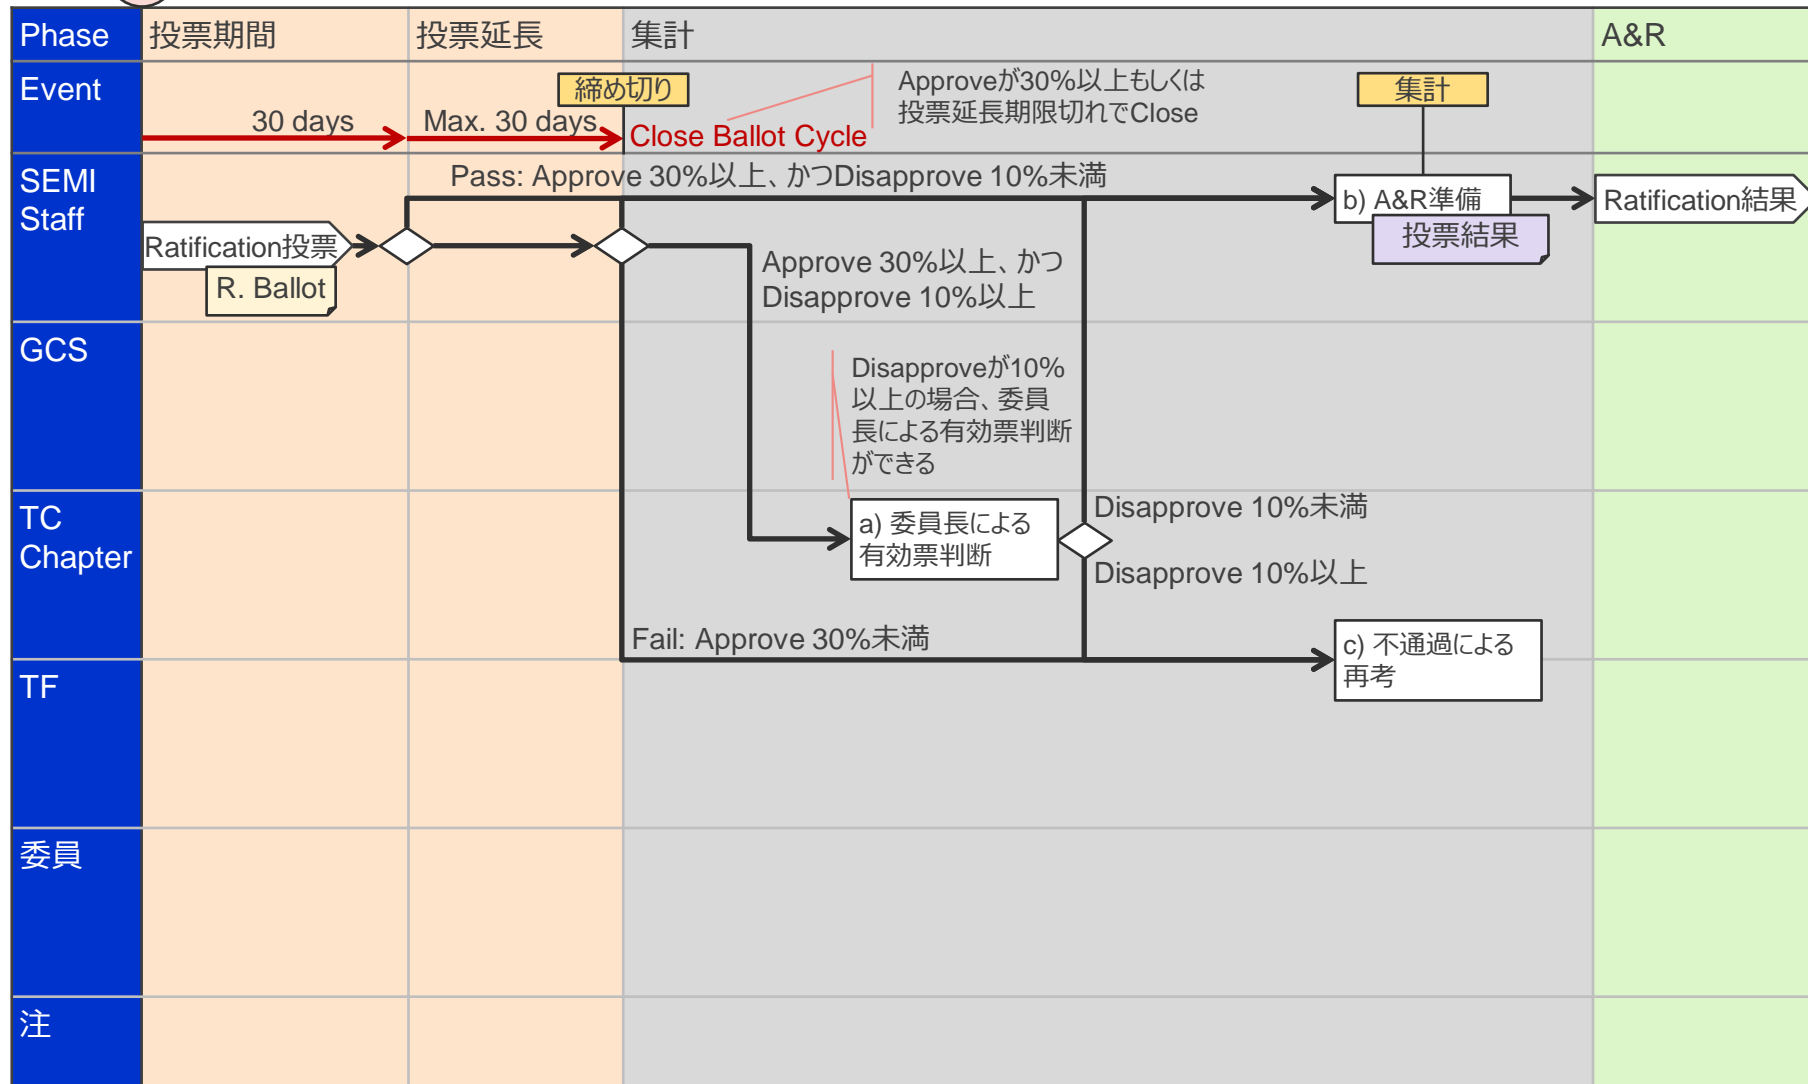 Phase
投票期間
投票延長
集計
A&R
Event
30 days
Max. 30 days
締め切り
Close Ballot Cycle
Approveが30%以上もしくは
投票延長期限切れでClose
集計
SEMI
Staff
Pass: Approve 30%以上、かつDisapprove 10%未満
Ratification投票
R. Ballot
Approve 30%以上、かつ
Disapprove 10%以上
b) A&R準備
投票結果
Ratification結果
GCS
Disapproveが10%
以上の場合、委員
長による有効票判断
ができる
TC
Chapter
a) 委員長による
有効票判断
Disapprove 10%未満
Disapprove 10%以上
Fail: Approve 30%未満
c) 不通過による
再考
TF
委員
注